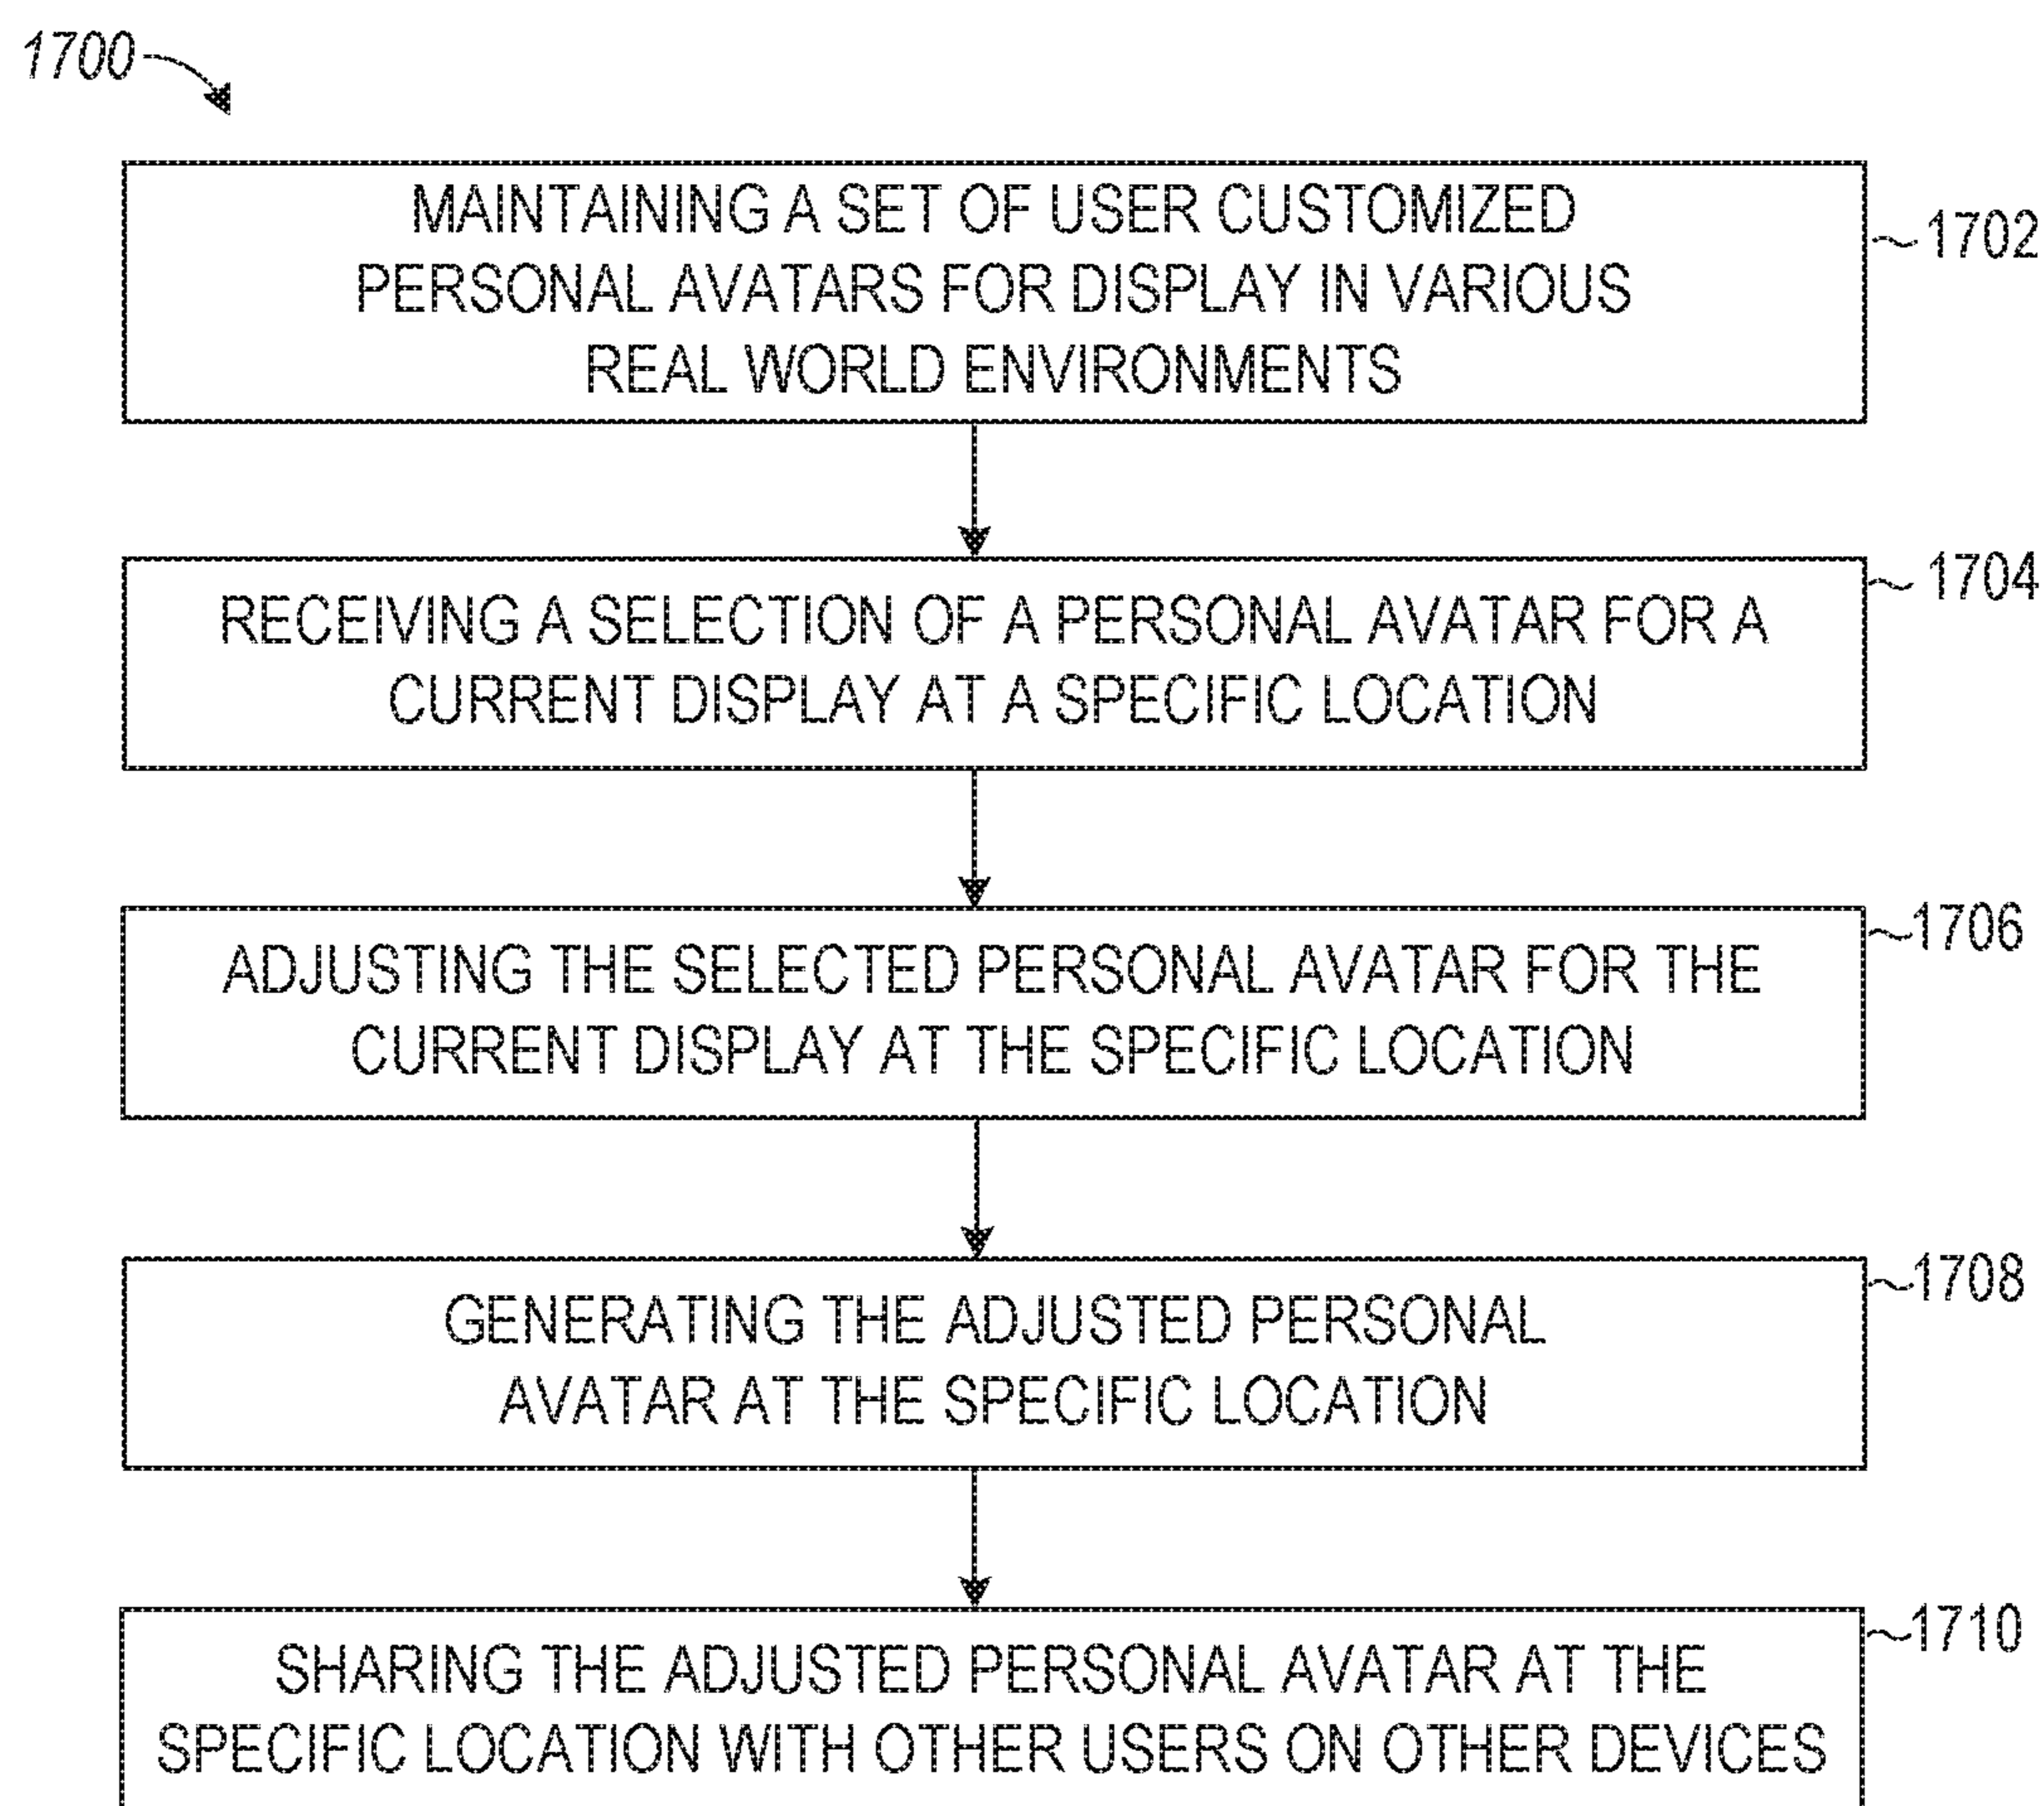 1700
MAINTAINING A SET OF USER CUSTOMIZED
PERSONAL AVATARS FOR DISPLAY IN VARIOUS
REAL WORLD ENVIRONMENTS
1702
RECEIVING A SELECTION OF A PERSONAL AVATAR FOR A
CURRENT DISPLAY AT A SPECIFIC LOCATION
1704
ADJUSTING THE SELECTED PERSONAL AVATAR FOR THE
CURRENT DISPLAY AT THE SPECIFIC LOCATION
1706
GENERATING THE ADJUSTED PERSONAL
AVATAR AT THE SPECIFIC LOCATION
1708
SHARING THE ADJUSTED PERSONAL AVATAR AT THE
SPECIFIC LOCATION WITH OTHER USERS ON OTHER DEVICES
1710